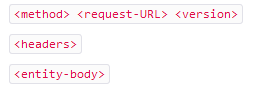 <method> <request-URL> <version>
<headers>
<entity-body>